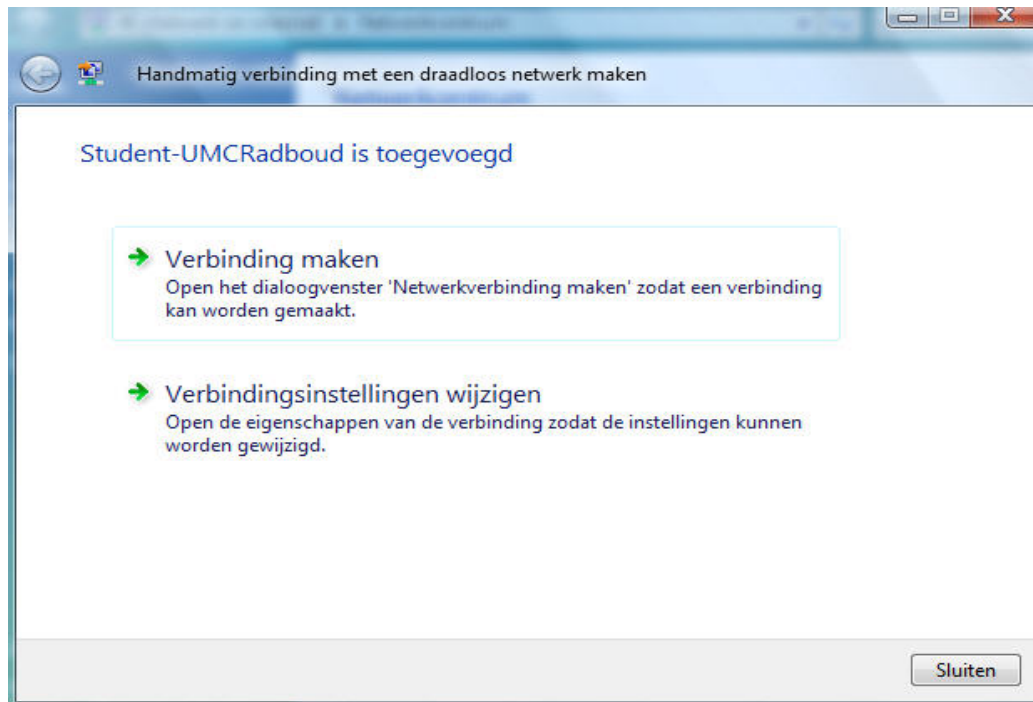 Handmatig verbinding met een draadloos netwerk maken
Student-UMCRadboud is toegevoegd
Verbinding maken
Open het dialoogvenster 'Netwerkverbinding maken' zodat een verbinding
kan worden gemaakt.
Verbindingsinstellingen wijzigen
Open de eigenschappen van de verbinding zodat de instellingen kunnen
worden gewijzigd.
Sluiten